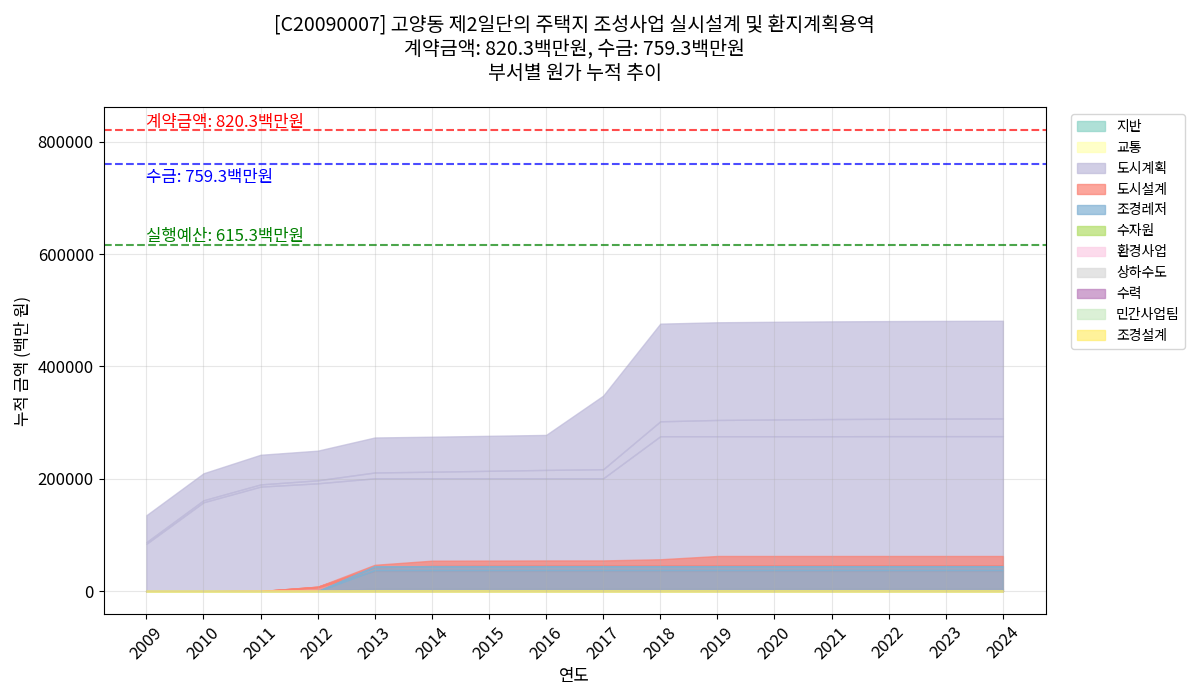 [C20090007] 고양동 제2일단의 주택지 조성사업 실시설계 및 환지계획용역
계약금액: 820.3백만원, 수금: 759.3백만원
부서별 원가 누적 추이
계약금액: 820.3백만원
수금: 759.3백만원
실행예산: 615.3백만원
누적 금액 (백만 원)
800000
600000
400000
200000
0
2009
2010
2011
2012
2013
2014
2015
2016
2017
2018
2019
2020
2021
2022
2023
2024
연도
지반
교통
도시계획
도시설계
조경레저
수자원
환경사업
상하수도
수력
민간사업팀
조경설계